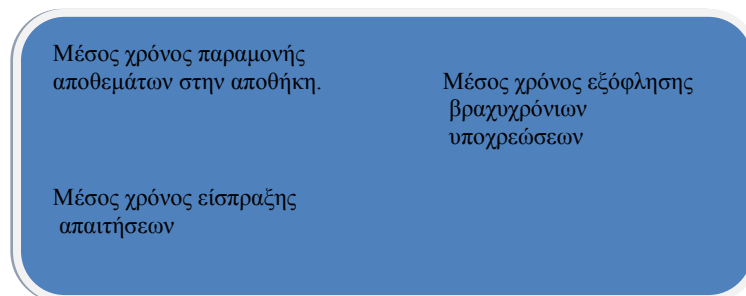 Μέσος χρόνος παραμονής
αποθεμάτων στην αποθήκη.
Μέσος χρόνος εξόφλησης
βραχυχρόνιων
υποχρεώσεων
Μέσος χρόνος είσπραξης
απαιτήσεων